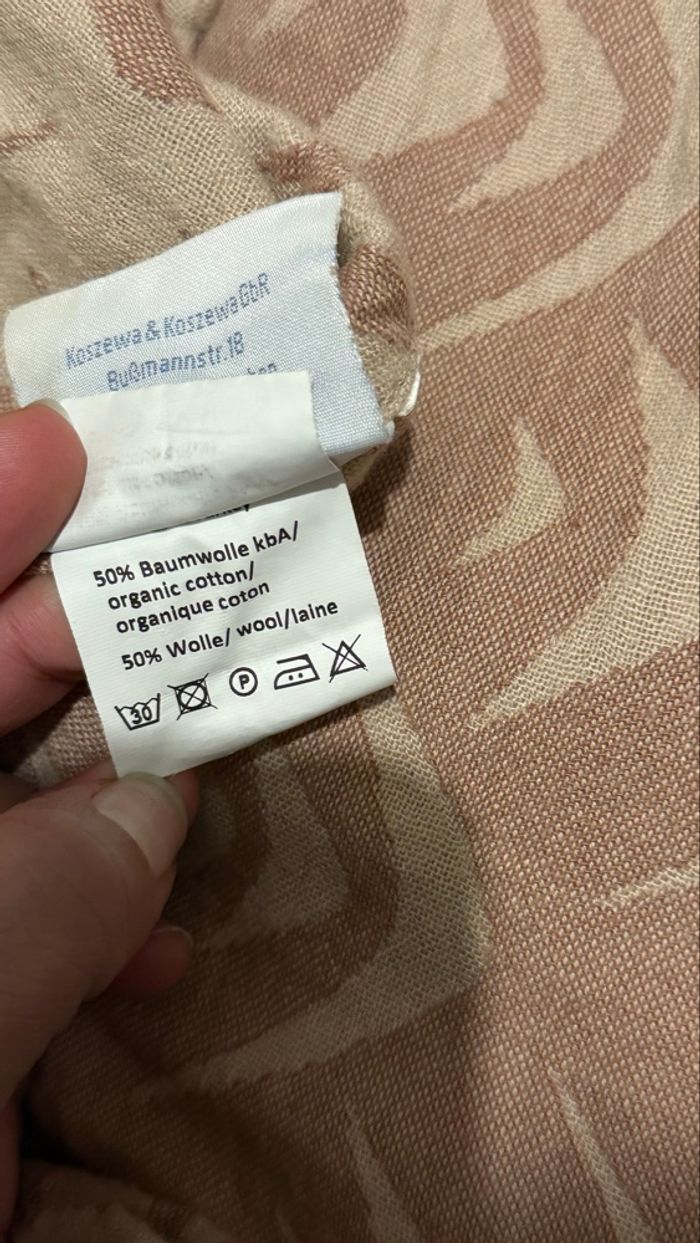 Koszewa & Koszewa GbR
Bußmannstr.18
50% Baumwolle kbA/
organic cotton/
organique coton
50% Wolle/ wool/laine
30
P